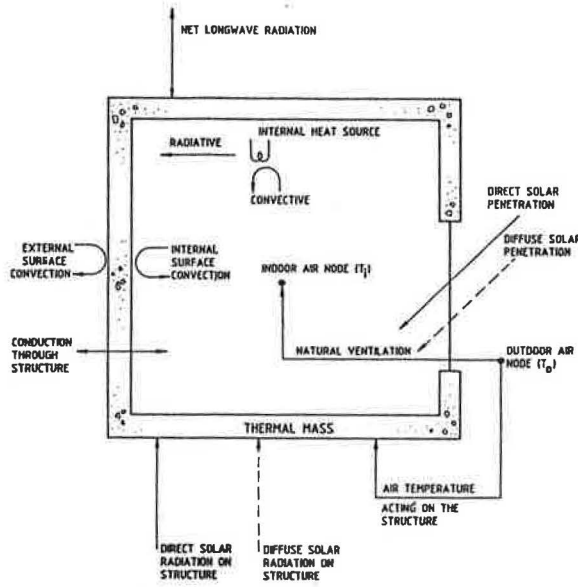 NET LONGWAVE RADIATION
INTERNAL HEAT SOURCE
RADIATIVE
CONVECTIVE
DIRECT SOLAR
PENETRATION
DIFFUSE SOLAR
PENETRATION
EXTERNAL
SURFACE
CONVECTION
INTERNAL
SURFACE
CONVECTION
INDOOR AIR NODE (Ti)
CONDUCTION
THROUGH
STRUCTURE
NATURAL VENTILATION
OUTDOOR AIR
NODE (To)
THERMAL MASS
AIR TEMPERATURE
ACTING ON THE
STRUCTURE
DIRECT SOLAR
RADIATION ON
STRUCTURE
DIFFUSE SOLAR
RADIATION ON
STRUCTURE